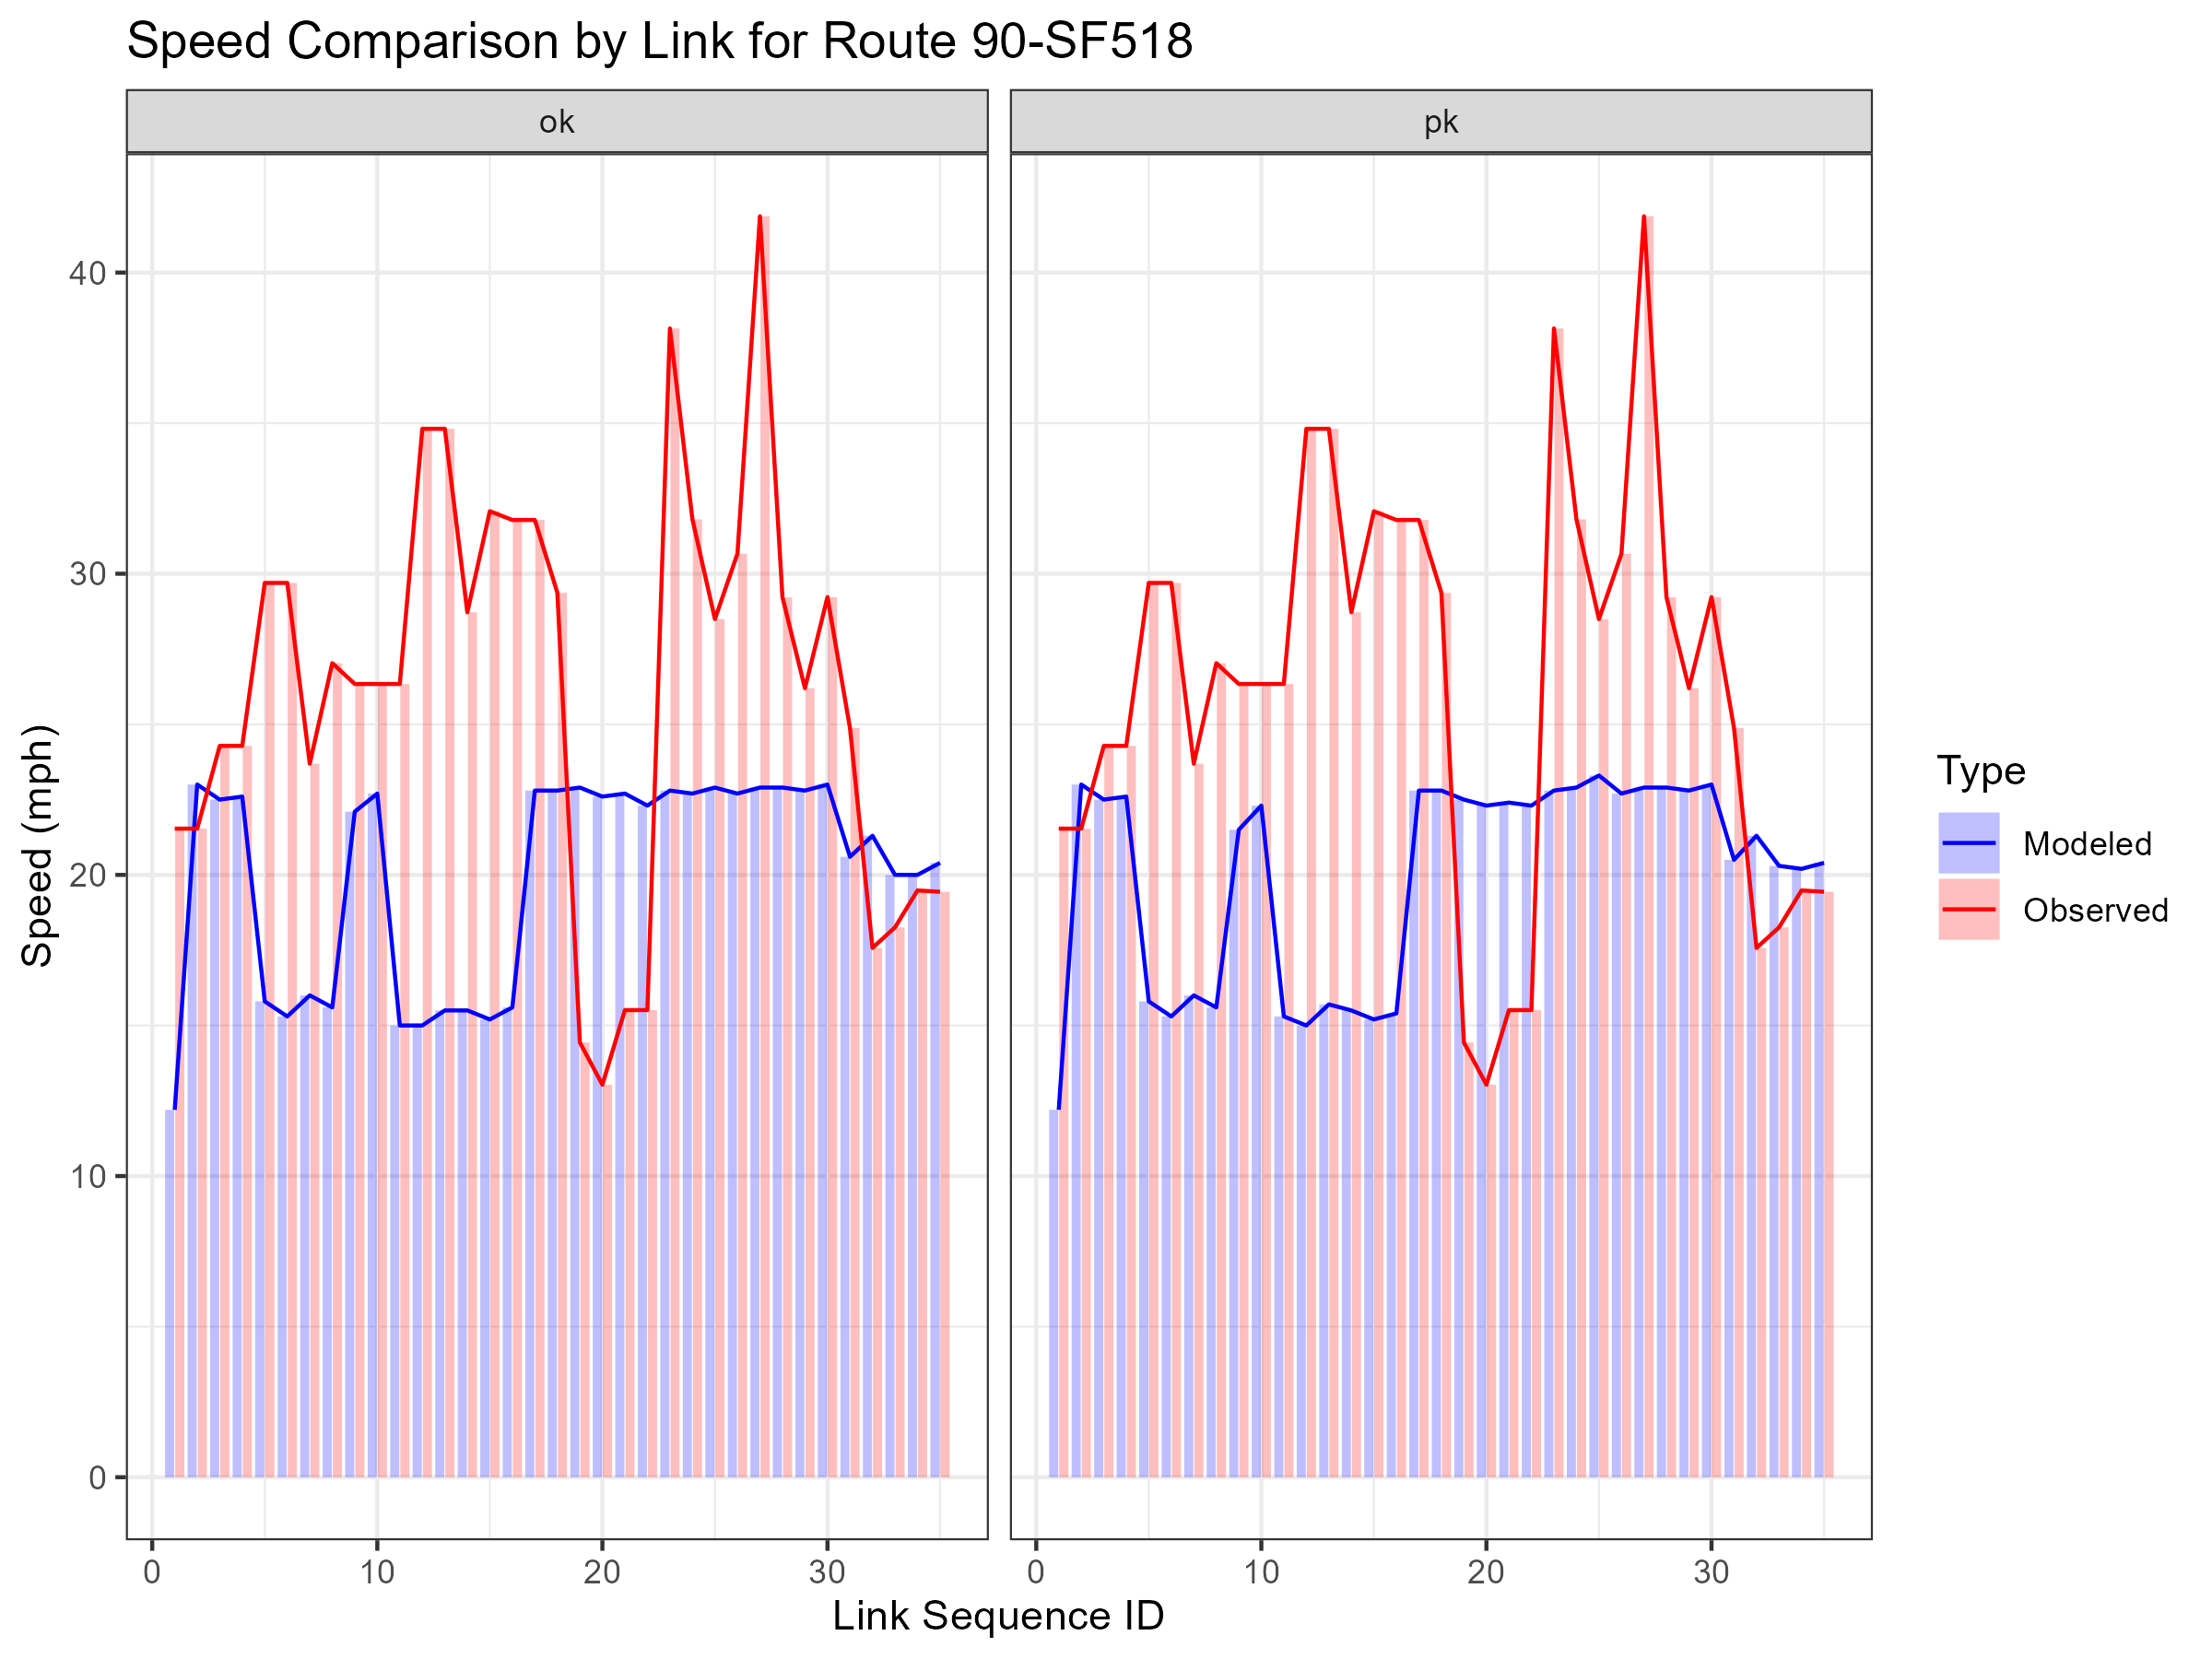 Speed Comparison by Link for Route 90-SF518
ok
pk
40
30
20
10
0
Speed (mph)
0 10 20 30
0 10 20 30
Link Sequence ID
Type
Modeled
Observed